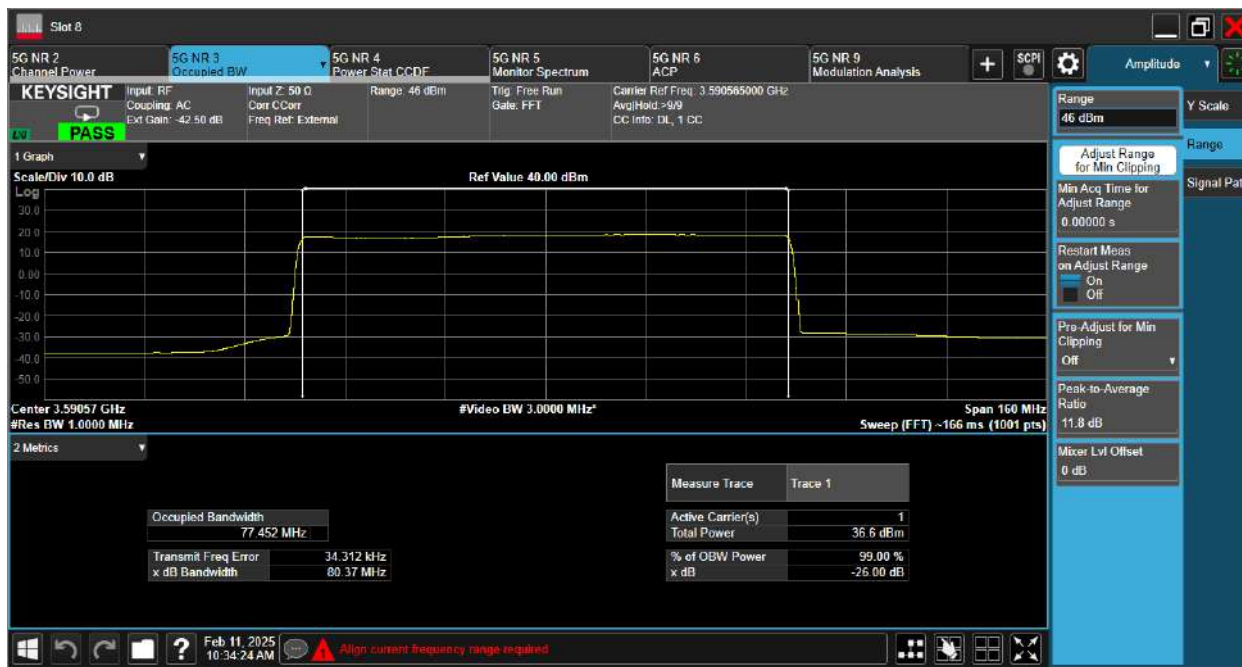 Slot 8
5G NR 2
Channel Power
5G NR 3
Occupied BW
5G NR 4
Power Stat CCDF
5G NR 5
Monitor Spectrum
5G NR 6
ACP
5G NR 9
Modulation Analysis
+
SCPI
Amplitude
KEYSIGHT
PASS
Input: RF
Coupling: AC
Ext Gain: -42.50 dB
Input Z: 50 Ω
Corr CCorr
Freq Ref: External
Range: 46 dBm
Trig: Free Run
Gate: FFT
Carrier Ref Freq: 3.590565000 GHz
Avg|Hold:>9/9
CC Info: DL, 1 CC
1 Graph
Scale/Div 10.0 dB
Ref Value 40.00 dBm
Log
30.0
20.0
10.0
0.00
-10.0
-20.0
-30.0
-40.0
-50.0
Center 3.59057 GHz
#Video BW 3.0000 MHz*
Span 160 MHz
#Res BW 1.0000 MHz
Sweep (FFT) ~166 ms (1001 pts)
2 Metrics
Measure Trace Trace 1
Occupied Bandwidth
77.452 MHz
Active Carrier(s) 1
Total Power 36.6 dBm
Transmit Freq Error 34.312 kHz
% of OBW Power 99.00 %
x dB Bandwidth 80.37 MHz
x dB -26.00 dB
Range
46 dBm
Adjust Range
for Min Clipping
Min Acq Time for
Adjust Range
0.00000 s
Restart Meas
on Adjust Range
On
Off
Pre-Adjust for Min
Clipping
Off
Peak-to-Average
Ratio
11.8 dB
Mixer Lvl Offset
0 dB
Y Scale
Range
Signal Pat
?
Feb 11, 2025
10:34:24 AM
Align current frequency range required